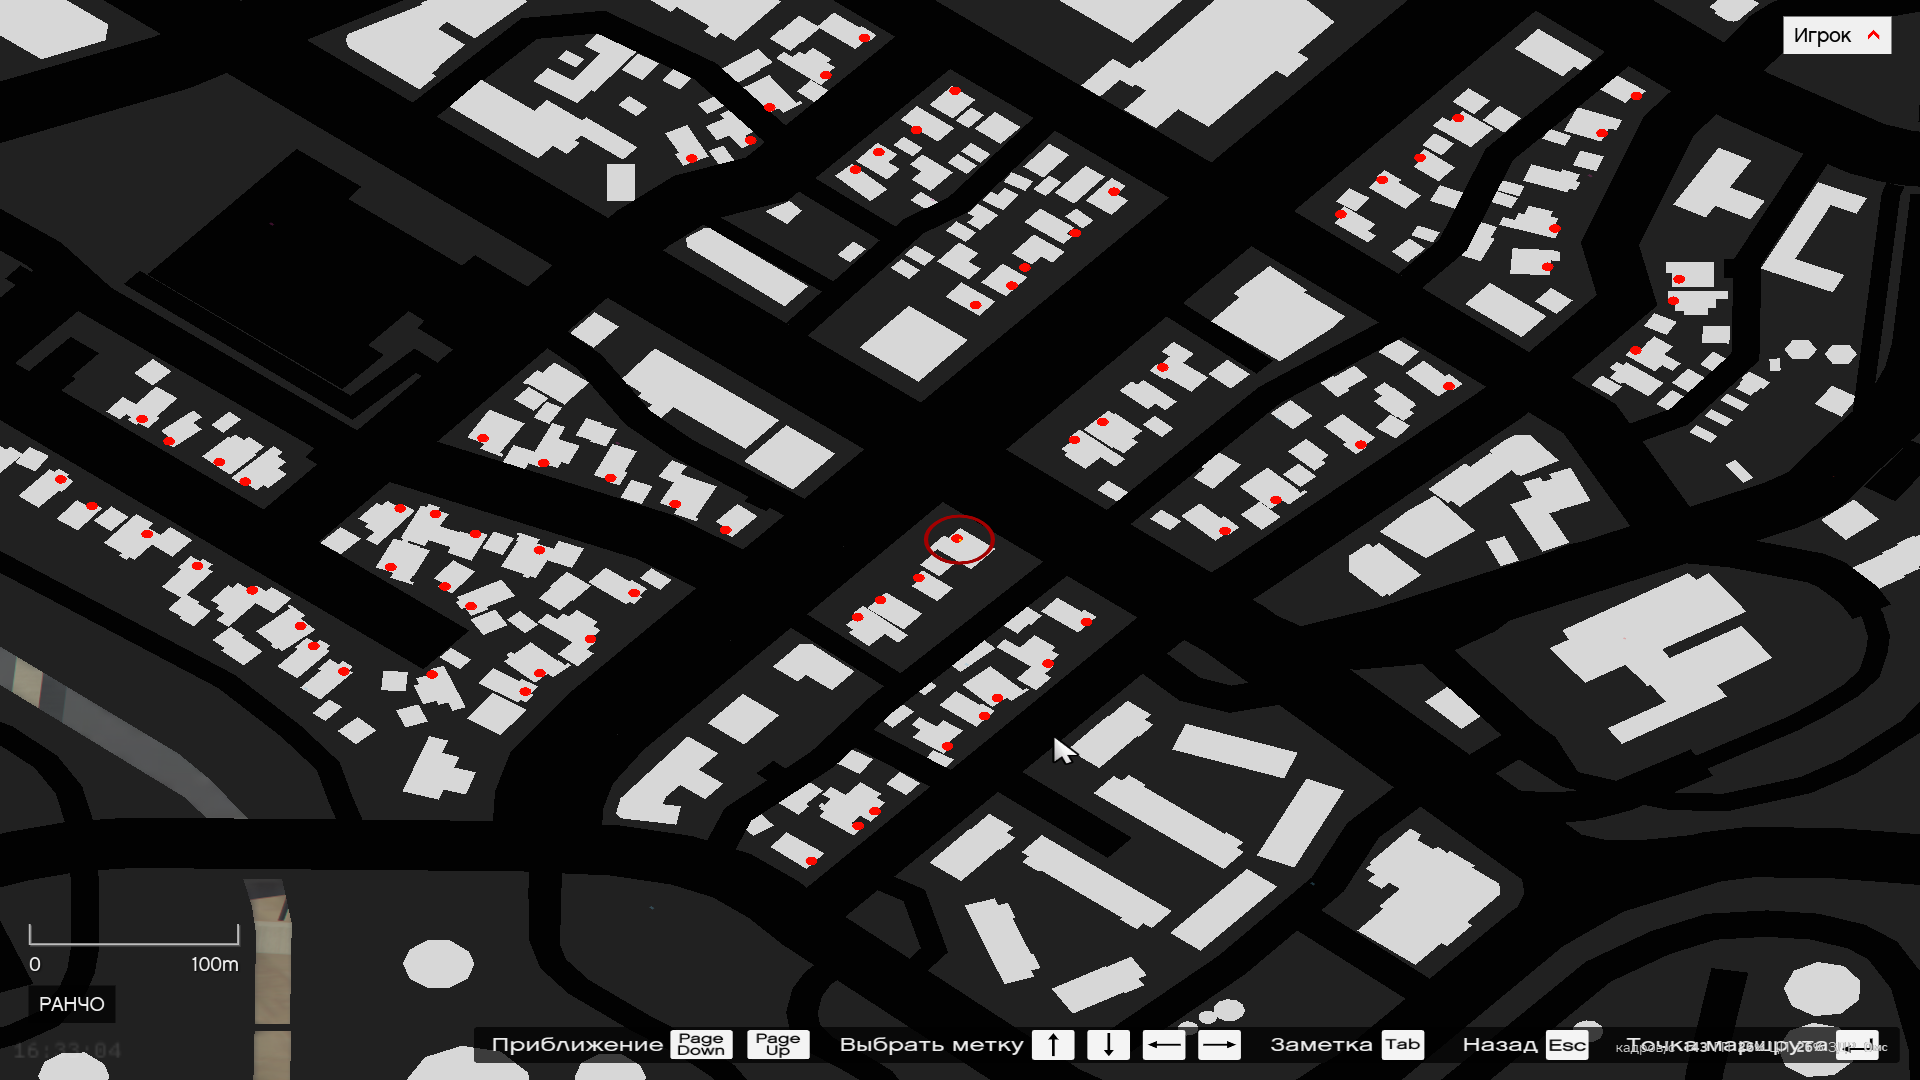 Игрок
0 100m
РАНЧО
16:33:04
Приближение Page Down Page Up Выбрать метку ↑ ↓ ← → Заметка Tab Назад Esc Точка маршрута
кадров/с